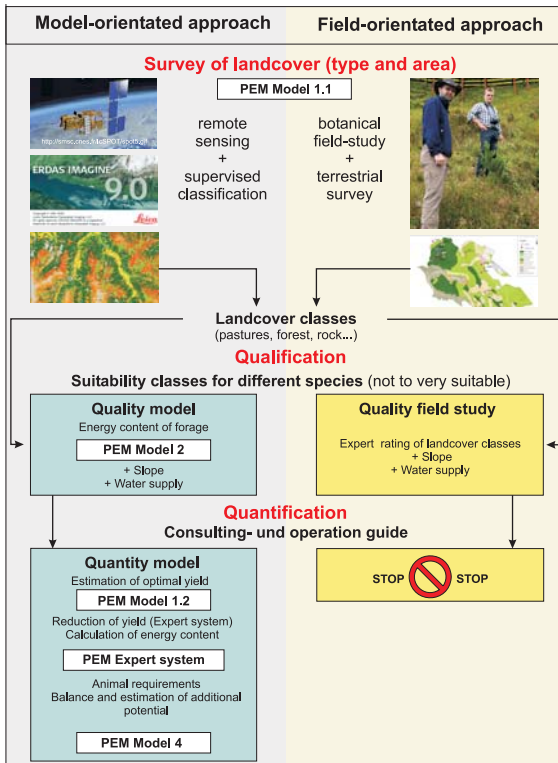 Model-orientated approach
Field-orientated approach
Survey of landcover (type and area)
PEM Model 1.1
remote
sensing
+
supervised
classification
botanical
field-study
+
terrestrial
survey
ERDAS IMAGINE
9.0
Leica
Landcover classes
(pastures, forest, rock...)
Qualification
Suitability classes for different species (not to very suitable)
Quality model
Energy content of forage
PEM Model 2
+ Slope
+ Water supply
Quality field study
Expert rating of landcover classes
+ Slope
+ Water supply
Quantification
Consulting- und operation guide
Quantity model
Estimation of optimal yield
PEM Model 1.2
Reduction of yield (Expert system)
Calculation of energy content
PEM Expert system
Animal requirements
Balance and estimation of additional
potential
PEM Model 4
STOP STOP